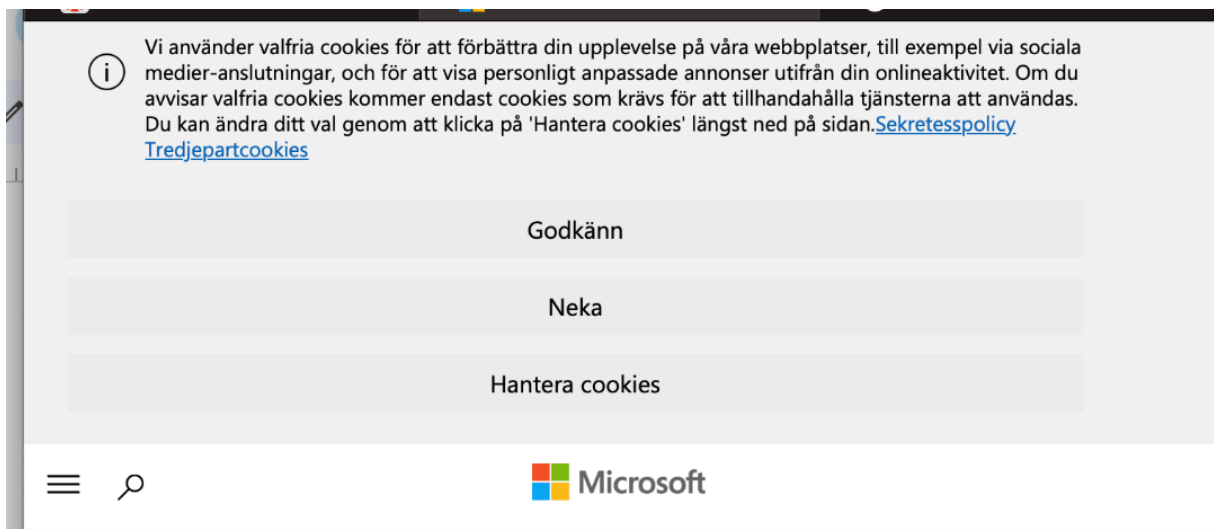 Vi använder valfria cookies för att förbättra din upplevelse på våra webbplatser, till exempel via sociala
medier-anslutningar, och för att visa personligt anpassade annonser utifrån din onlineaktivitet. Om du
avvisar valfria cookies kommer endast cookies som krävs för att tillhandahålla tjänsterna att användas.
Du kan ändra ditt val genom att klicka på 'Hantera cookies' längst ned på sidan.Sekretesspolicy
Tredjepartcookies
Godkänn
Neka
Hantera cookies
Microsoft